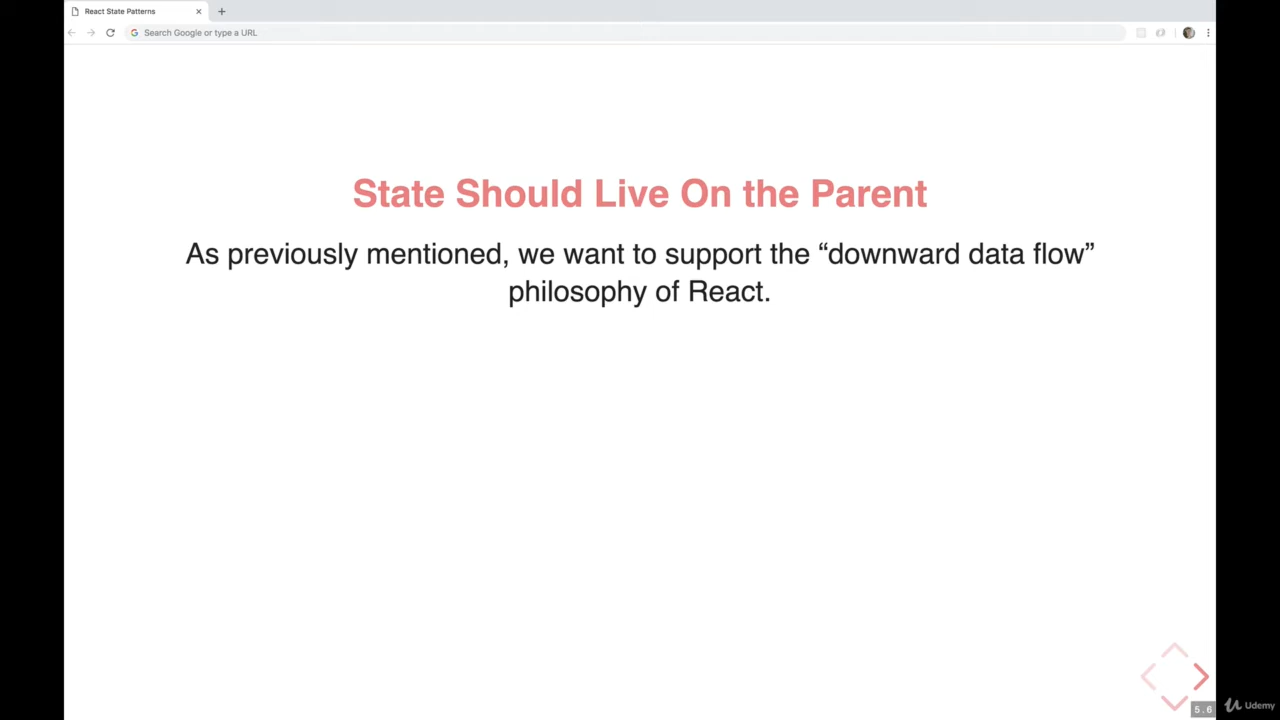 React State Patterns
Search Google or type a URL
State Should Live On the Parent
As previously mentioned, we want to support the “downward data flow”
philosophy of React.
5.6
Udemy